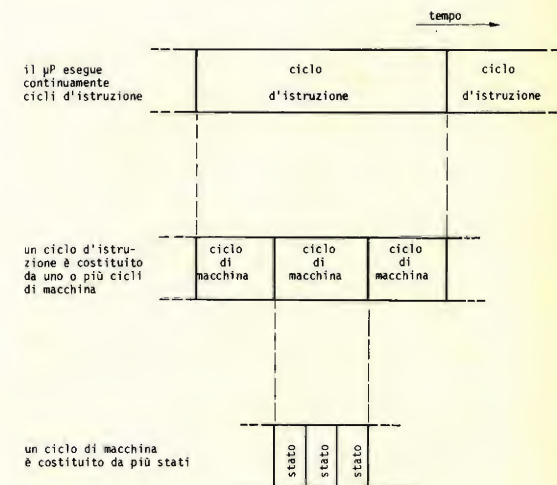 tempo
il µP esegue
continuamente
cicli d'istruzione
ciclo
d'istruzione
ciclo
d'istruzione
un ciclo d'istru-
zione è costituito
da uno o più cicli
di macchina
ciclo
di
macchina
ciclo
di
macchina
ciclo
di
macchina
un ciclo di macchina
è costituito da più stati
stato
stato
stato